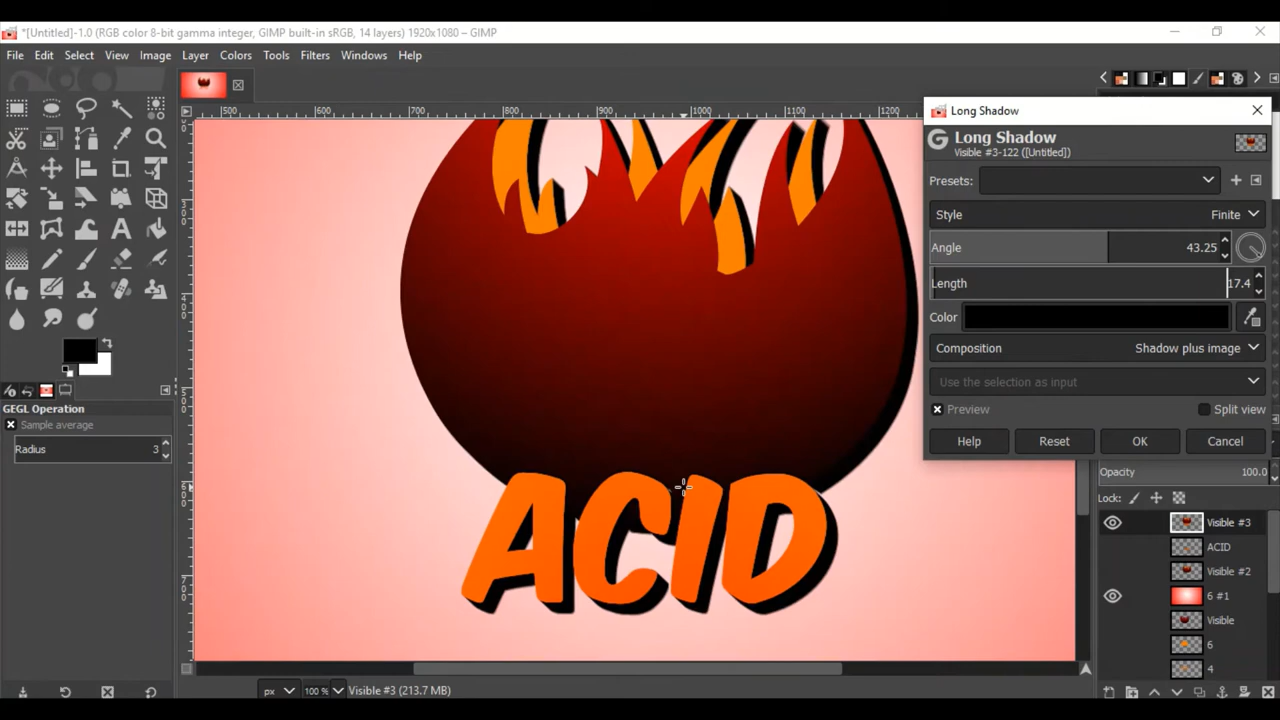 *[Untitled]-1.0 (RGB color 8-bit gamma integer, GIMP built-in sRGB, 14 layers) 1920x1080 – GIMP
File Edit Select View Image Layer Colors Tools Filters Windows Help
500 600 700 800 900 1000 1100 1200
300
400
500
600
700
GEGL Operation
Sample average
Radius 3
ACID
px 100 % Visible #3 (213.7 MB)
Long Shadow
Long Shadow
Visible #3-122 ([Untitled])
Presets:
Style Finite
Angle 43.25
Length 17.4
Color
Composition Shadow plus image
Use the selection as input
Preview Split view
Help Reset OK Cancel
Opacity 100.0
Lock:
Visible #3
ACID
Visible #2
6 #1
Visible
6
4